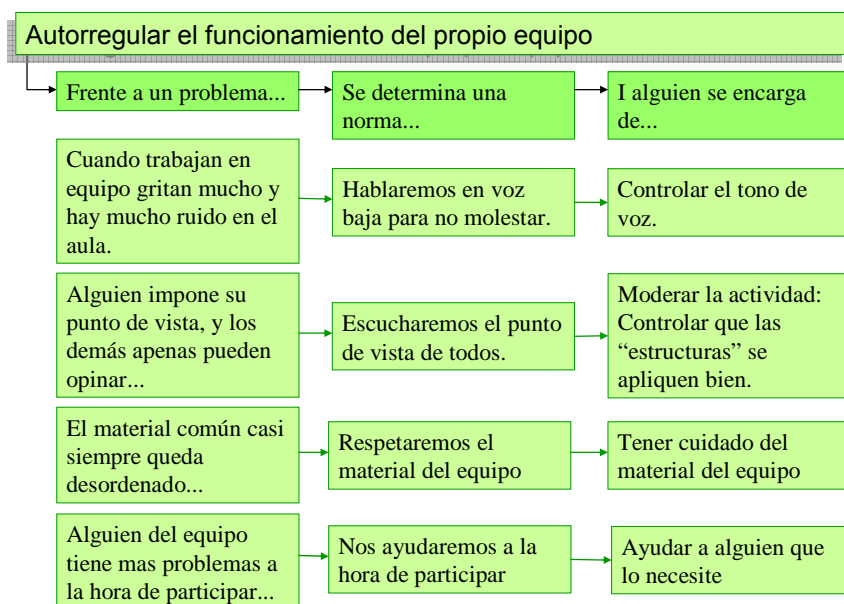 Autorregular el funcionamiento del propio equipo
Frente a un problema...
Se determina una
norma...
I alguien se encarga
de...
Cuando trabajan en
equipo gritan mucho y
hay mucho ruido en el
aula.
Hablaremos en voz
baja para no molestar.
Controlar el tono de
voz.
Alguien impone su
punto de vista, y los
demás apenas pueden
opinar...
Escucharemos el punto
de vista de todos.
Moderar la actividad:
Controlar que las
“estructuras” se
apliquen bien.
El material común casi
siempre queda
desordenado...
Respetaremos el
material del equipo
Tener cuidado del
material del equipo
Alguien del equipo
tiene mas problemas a
la hora de participar...
Nos ayudaremos a la
hora de participar
Ayudar a alguien que
lo necesite